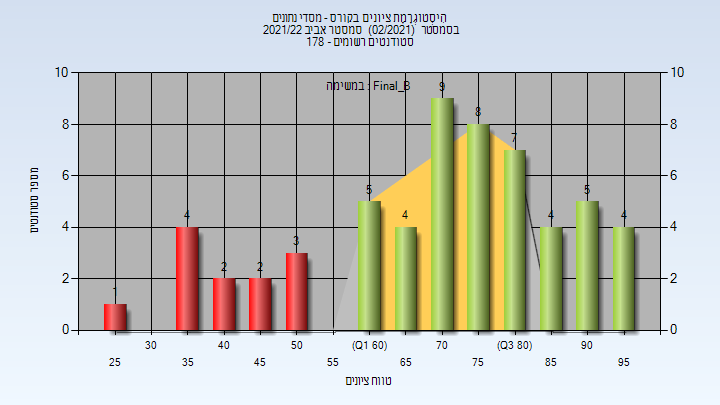 הִיסְטוֹגְרָמַת ציונים בקורס - מסדי נתונים
בסמסטר (02/2021) סמסטר אביב 2021/22
סטודנטים רשומים - 178
במשימה : Final_B
מספר סטודנטים
10 8 6 4 2 0
10 8 6 4 2 0
1 4 2 2 3 5 4 9 8 7 4 5 4
30 40 50 (Q1 60) 70 (Q3 80) 90
25 35 45 55 65 75 85 95
טווח ציונים